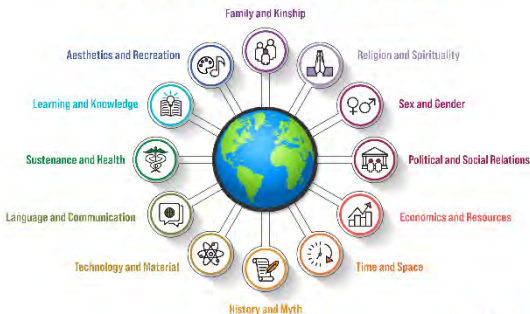 Family and Kinship
Aesthetics and Recreation
Religion and Spirituality
Learning and Knowledge
Sex and Gender
Sustenance and Health
Political and Social Relations
Language and Communication
Economics and Resources
Technology and Material
Time and Space
History and Myth